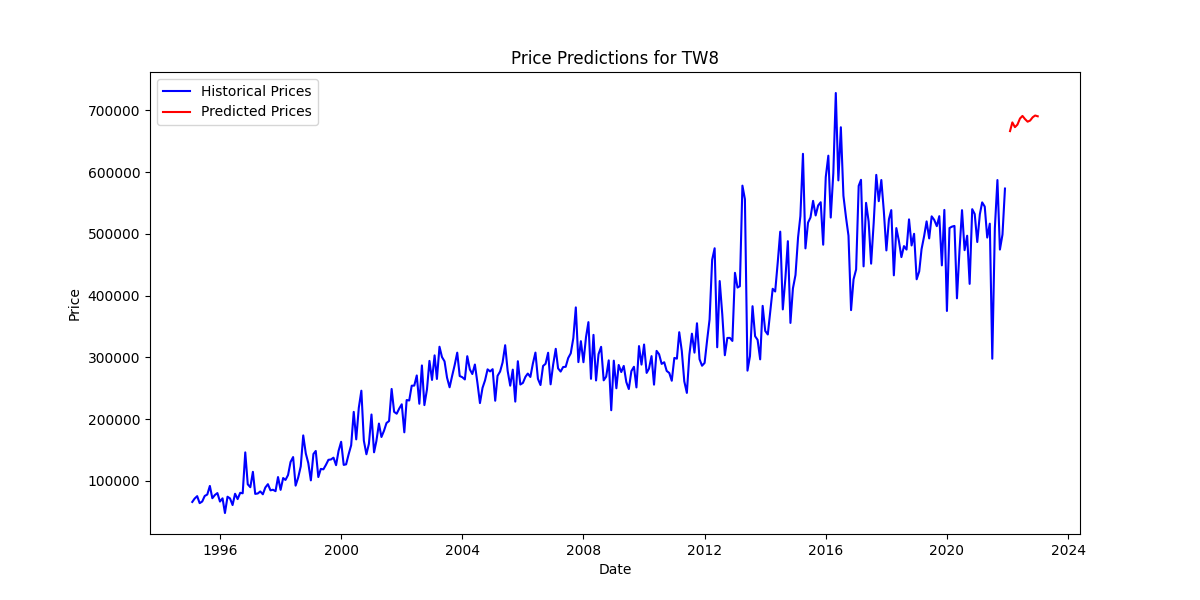 Price Predictions for TW8
Historical Prices
Predicted Prices
700000
600000
500000
400000
300000
200000
100000
Price
1996 2000 2004 2008 2012 2016 2020 2024
Date